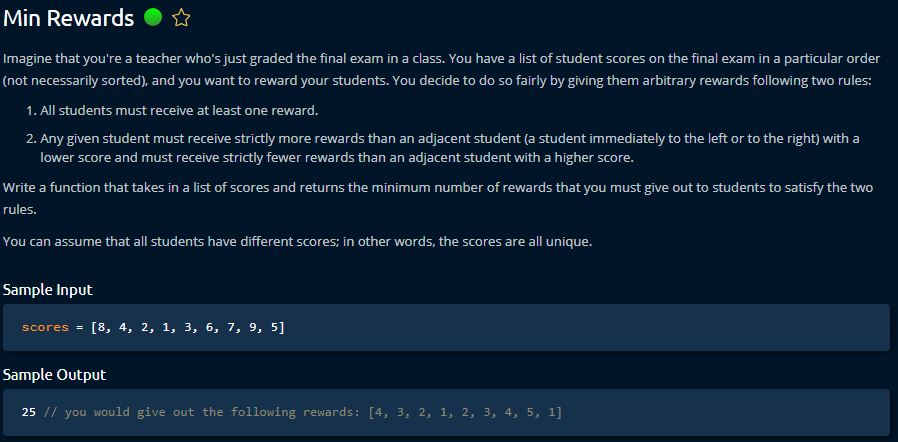 Min Rewards
Imagine that you're a teacher who's just graded the final exam in a class. You have a list of student scores on the final exam in a particular order
(not necessarily sorted), and you want to reward your students. You decide to do so fairly by giving them arbitrary rewards following two rules:
1. All students must receive at least one reward.
2. Any given student must receive strictly more rewards than an adjacent student (a student immediately to the left or to the right) with a
lower score and must receive strictly fewer rewards than an adjacent student with a higher score.
Write a function that takes in a list of scores and returns the minimum number of rewards that you must give out to students to satisfy the two
rules.
You can assume that all students have different scores; in other words, the scores are all unique.
Sample Input
scores = [8, 4, 2, 1, 3, 6, 7, 9, 5]
Sample Output
25 // you would give out the following rewards: [4, 3, 2, 1, 2, 3, 4, 5, 1]